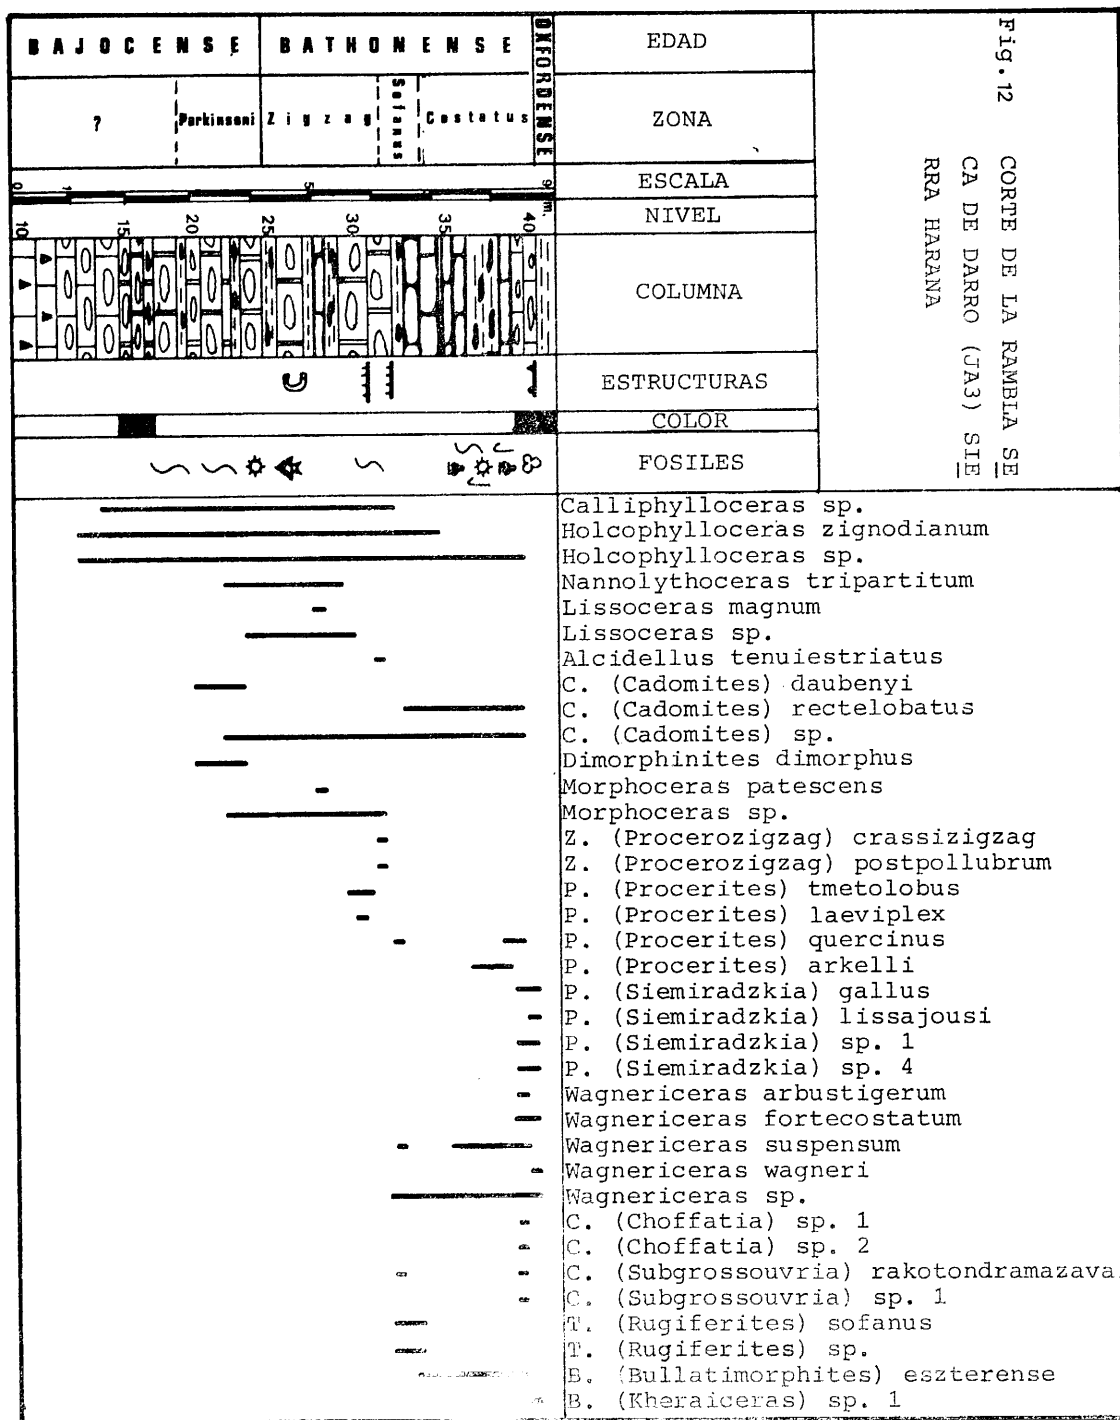 Fig.12 CORTE DE LA RAMBLA SE
CA DE DARRO (JA3) SIE
RRA HARANA
BAJOCENSE BATHONENSE OXFORDENSE EDAD
? Parkinsoni Zigzag Sofanus Costatus ZONA
0 1 5 9 m. ESCALA
10 15 20 25 30 35 40 NIVEL
COLUMNA
ESTRUCTURAS
COLOR
FOSILES
Calliphylloceras sp.
Holcophylloceras zignodianum
Holcophylloceras sp.
Nannolythoceras tripartitum
Lissoceras magnum
Lissoceras sp.
Alcidellus tenuiestriatus
C. (Cadomites) daubenyi
C. (Cadomites) rectelobatus
C. (Cadomites) sp.
Dimorphinites dimorphus
Morphoceras patescens
Morphoceras sp.
Z. (Procerozigzag) crassizigzag
Z. (Procerozigzag) postpollubrum
P. (Procerites) tmetolobus
P. (Procerites) laeviplex
P. (Procerites) quercinus
P. (Procerites) arkelli
P. (Siemiradzkia) gallus
P. (Siemiradzkia) lissajousi
P. (Siemiradzkia) sp. 1
P. (Siemiradzkia) sp. 4
Wagnericeras arbustigerum
Wagnericeras fortecostatum
Wagnericeras suspensum
Wagnericeras wagneri
Wagnericeras sp.
C. (Choffatia) sp. 1
C. (Choffatia) sp. 2
C. (Subgrossouvria) rakotondramazava
C. (Subgrossouvria) sp. 1
T. (Rugiferites) sofanus
T. (Rugiferites) sp.
B. (Bullatimorphites) eszterense
B. (Kheraiceras) sp. 1